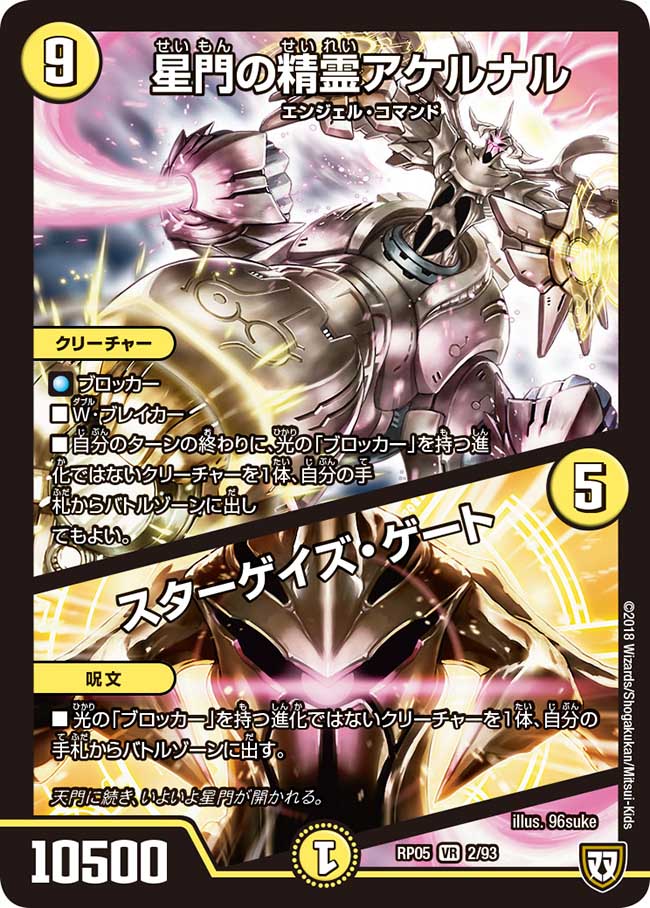 9
星門の精霊アケルナル
エンジェル・コマンド
クリーチャー
ブロッカー
■W・ブレイカー
■自分のターンの終わりに、光の「ブロッカー」を持つ進
化ではないクリーチャーを1体、自分の手
札からバトルゾーンに出し
てもよい。
5
スターゲイズ・ゲート
呪文
■光の「ブロッカー」を持つ進化ではないクリーチャーを1体、自分の
手札からバトルゾーンに出す。
天門に続き、いよいよ星門が開かれる。
illus. 96suke
10500
1
RP05 VR 2/93
©2018 Wizards/Shogakukan/Mitsui-Kids